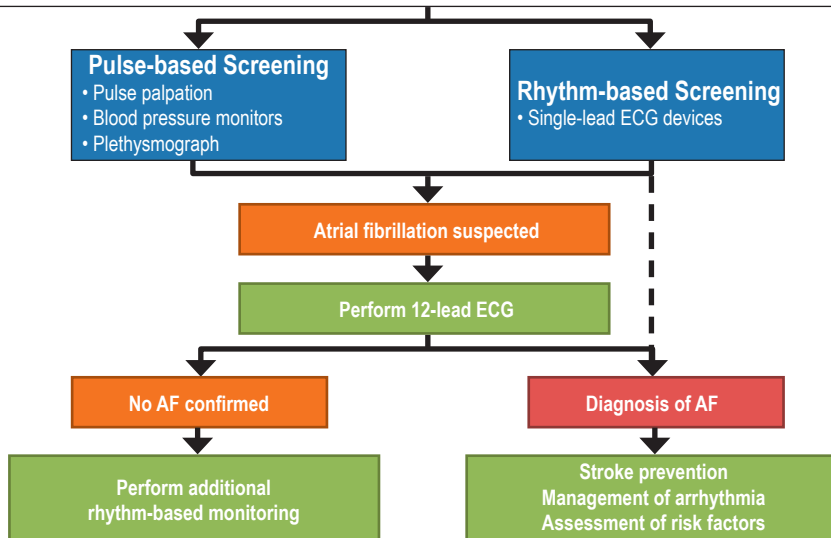 Pulse-based Screening
• Pulse palpation
• Blood pressure monitors
• Plethysmograph
Rhythm-based Screening
• Single-lead ECG devices
Atrial fibrillation suspected
Perform 12-lead ECG
No AF confirmed
Diagnosis of AF
Perform additional
rhythm-based monitoring
Stroke prevention
Management of arrhythmia
Assessment of risk factors